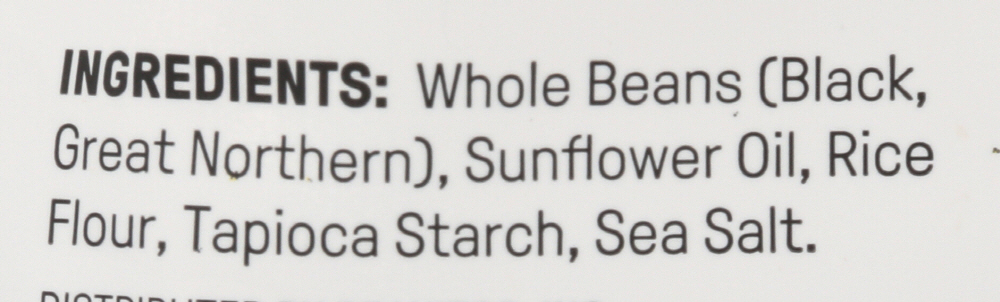 INGREDIENTS: Whole Beans (Black,
Great Northern), Sunflower Oil, Rice
Flour, Tapioca Starch, Sea Salt.